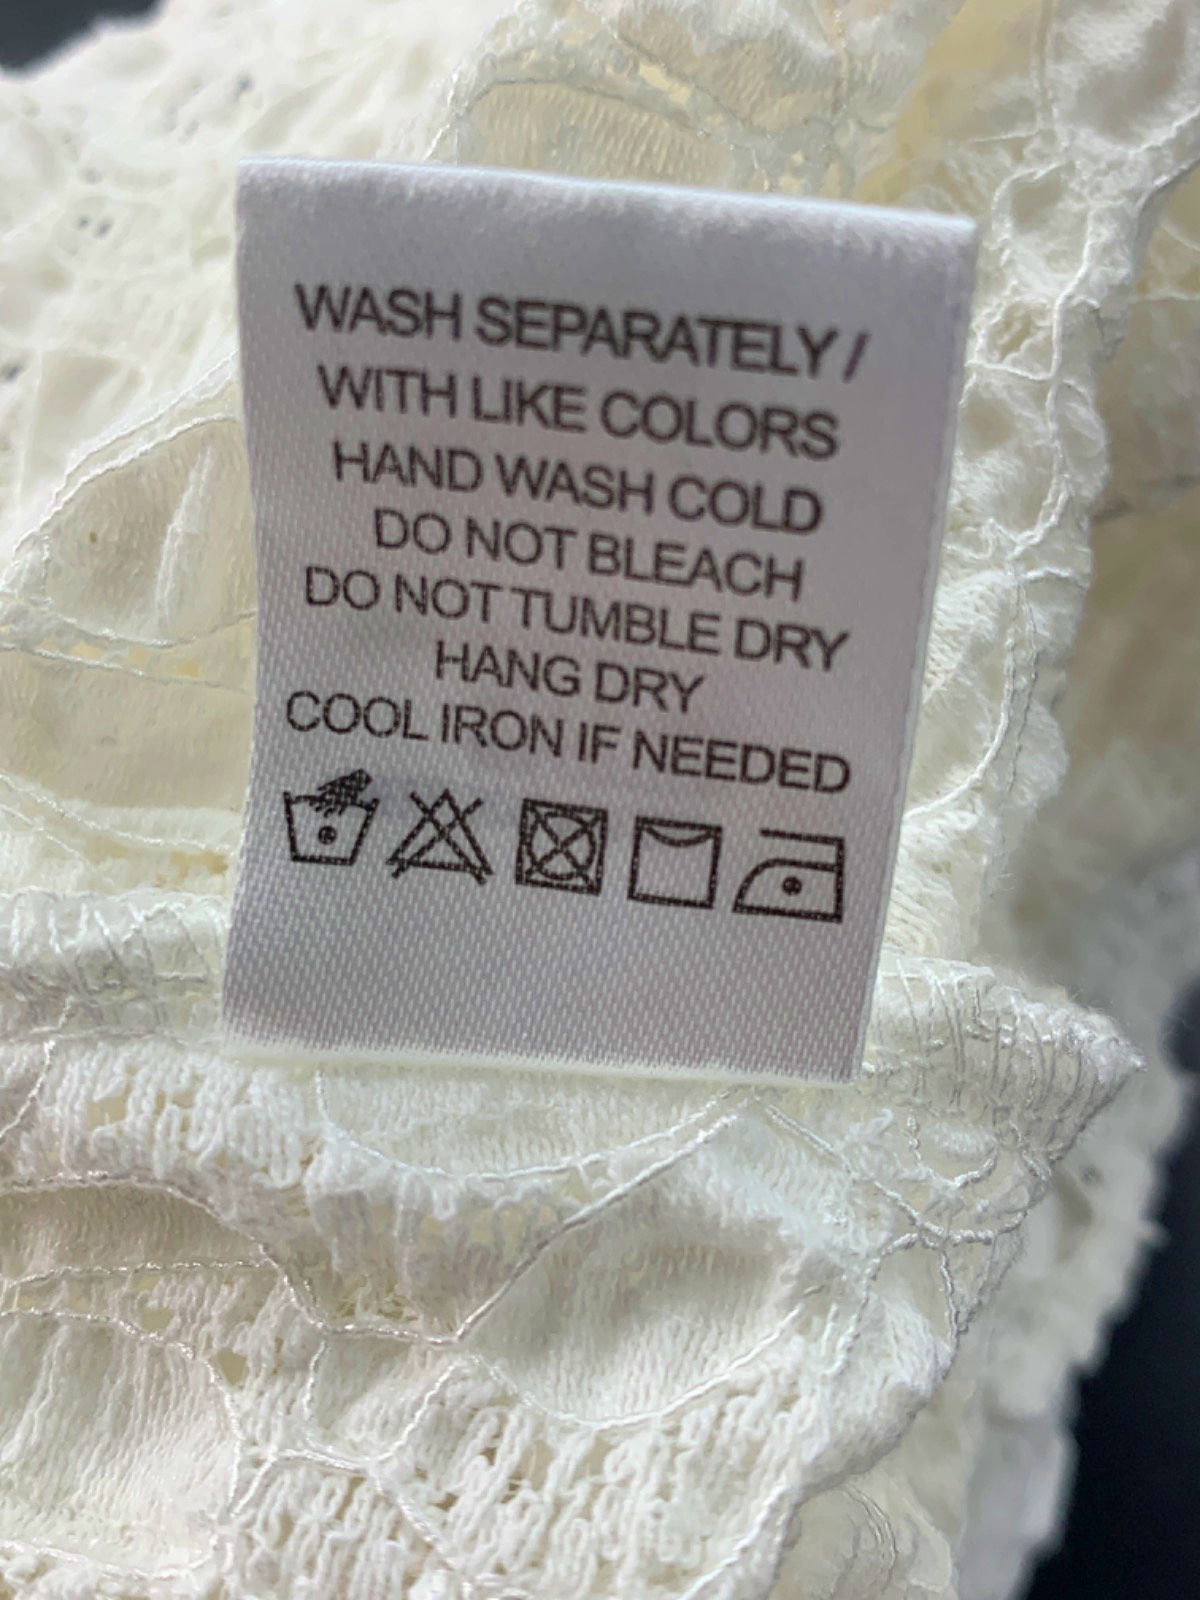 WASH SEPARATELY /
WITH LIKE COLORS
HAND WASH COLD
DO NOT BLEACH
DO NOT TUMBLE DRY
HANG DRY
COOL IRON IF NEEDED